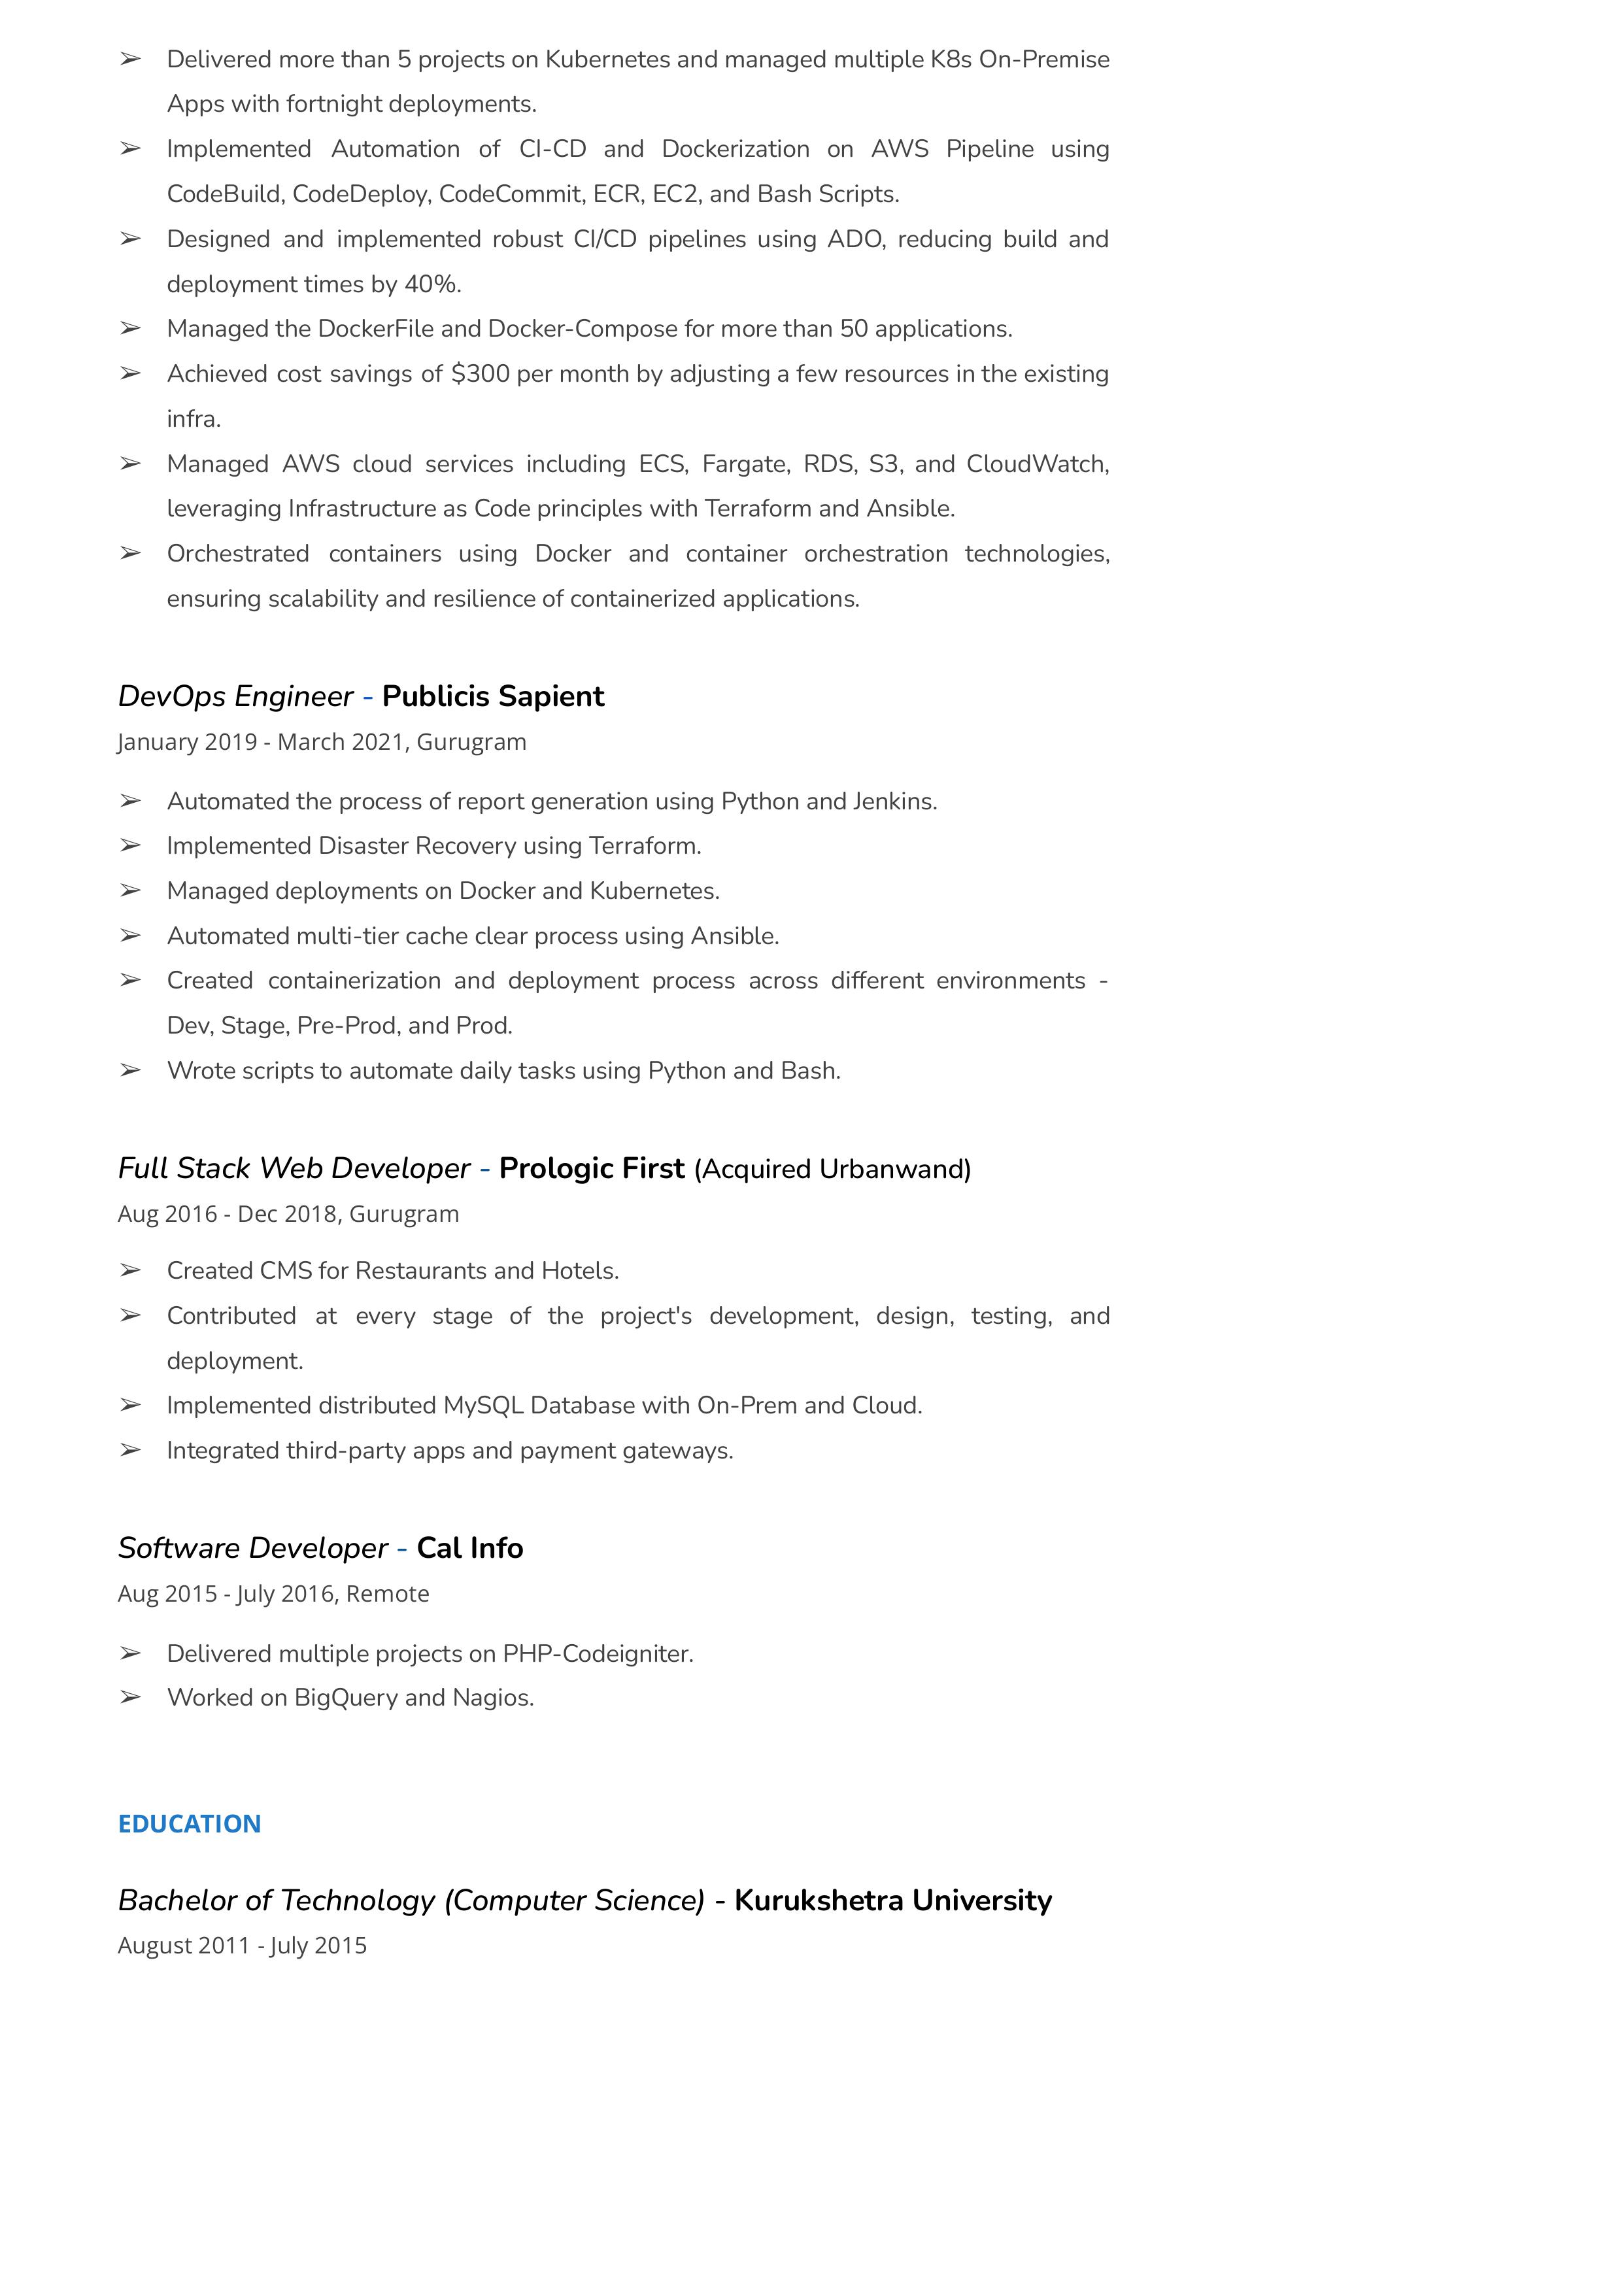 ➢ Delivered more than 5 projects on Kubernetes and managed multiple K8s On-Premise
Apps with fortnight deployments.
➢ Implemented Automation of CI-CD and Dockerization on AWS Pipeline using
CodeBuild, CodeDeploy, CodeCommit, ECR, EC2, and Bash Scripts.
➢ Designed and implemented robust CI/CD pipelines using ADO, reducing build and
deployment times by 40%.
➢ Managed the DockerFile and Docker-Compose for more than 50 applications.
➢ Achieved cost savings of $300 per month by adjusting a few resources in the existing
infra.
➢ Managed AWS cloud services including ECS, Fargate, RDS, S3, and CloudWatch,
leveraging Infrastructure as Code principles with Terraform and Ansible.
➢ Orchestrated containers using Docker and container orchestration technologies,
ensuring scalability and resilience of containerized applications.
DevOps Engineer - Publicis Sapient
January 2019 - March 2021, Gurugram
➢ Automated the process of report generation using Python and Jenkins.
➢ Implemented Disaster Recovery using Terraform.
➢ Managed deployments on Docker and Kubernetes.
➢ Automated multi-tier cache clear process using Ansible.
➢ Created containerization and deployment process across different environments -
Dev, Stage, Pre-Prod, and Prod.
➢ Wrote scripts to automate daily tasks using Python and Bash.
Full Stack Web Developer - Prologic First (Acquired Urbanwand)
Aug 2016 - Dec 2018, Gurugram
➢ Created CMS for Restaurants and Hotels.
➢ Contributed at every stage of the project's development, design, testing, and
deployment.
➢ Implemented distributed MySQL Database with On-Prem and Cloud.
➢ Integrated third-party apps and payment gateways.
Software Developer - Cal Info
Aug 2015 - July 2016, Remote
➢ Delivered multiple projects on PHP-Codeigniter.
➢ Worked on BigQuery and Nagios.
EDUCATION
Bachelor of Technology (Computer Science) - Kurukshetra University
August 2011 - July 2015